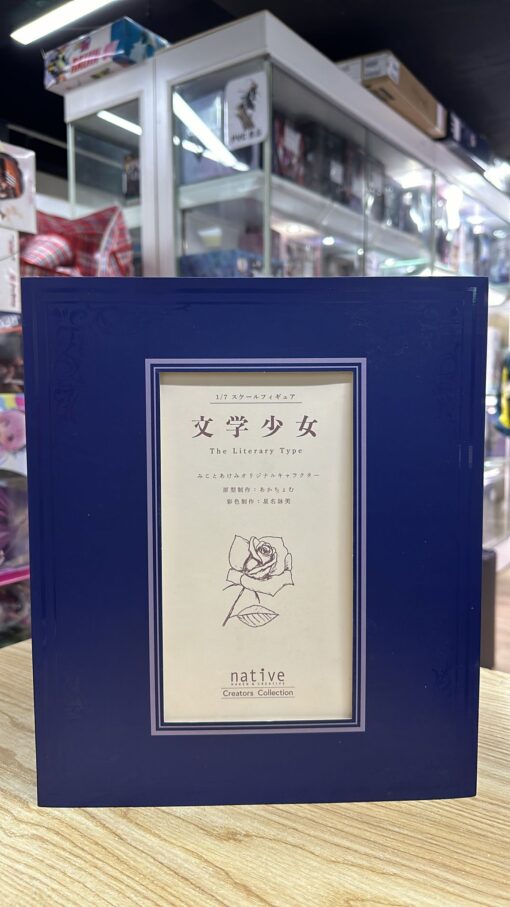 1/7 スケールフィギュア
文学少女
The Literary Type
みことあけみオリジナルキャラクター
原型制作：あかちょむ
彩色制作：星名詠美
native
Creators Collection